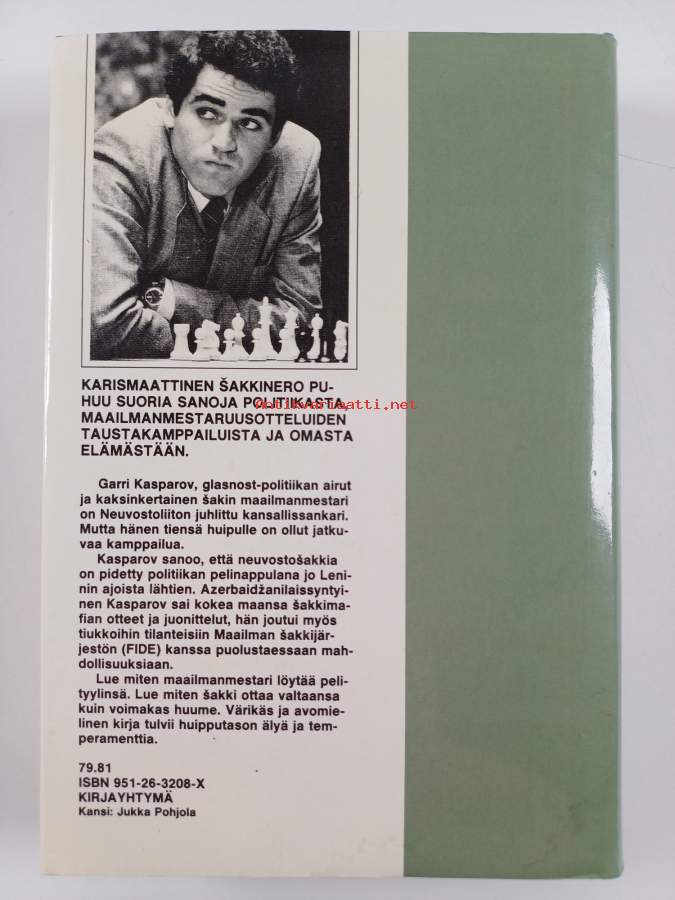 KARISMAATTINEN ŠAKKINERO PU-
HUU SUORIA SANOJA POLITIIKASTA,
Antikvariaatti.net
MAAILMANMESTARUUSOTTELUIDEN
TAUSTAKAMPPAILUISTA JA OMASTA
ELÄMÄSTÄÄN.
Garri Kasparov, glasnost-politiikan airut
ja kaksinkertainen šakin maailmanmestari
on Neuvostoliiton juhlittu kansallissankari.
Mutta hänen tiensä huipulle on ollut jatku-
vaa kamppailua.
Kasparov sanoo, että neuvostošakkia
on pidetty politiikan pelinappulana jo Leni-
nin ajoista lähtien. Azerbaidžanilaissyntyi-
nen Kasparov sai kokea maansa šakkima-
fian otteet ja juonittelut, hän joutui myös
tiukkoihin tilanteisiin Maailman šakkijär-
jestön (FIDE) kanssa puolustaessaan mah-
dollisuuksiaan.
Lue miten maailmanmestari löytää peli-
tyylinsä. Lue miten šakki ottaa valtaansa
kuin voimakas huume. Värikäs ja avomie-
linen kirja tulvii huipputason älyä ja tem-
peramenttia.
79.81
ISBN 951-26-3208-X
KIRJAYHTYMÄ
Kansi: Jukka Pohjola